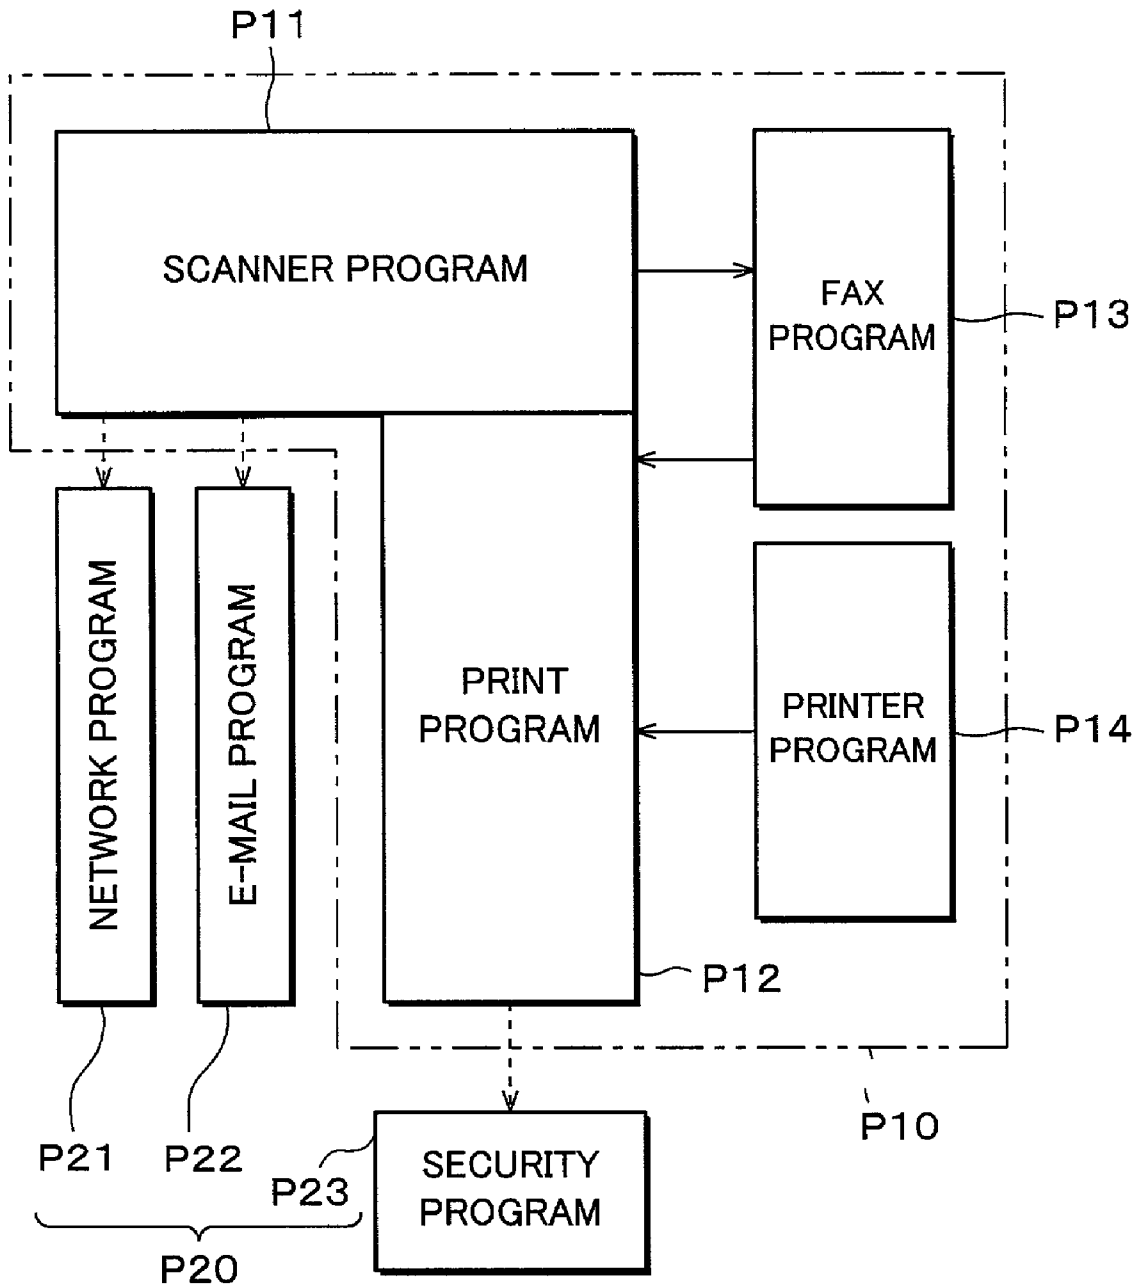 P11
SCANNER PROGRAM
FAX
PROGRAM
P13
NETWORK PROGRAM
E-MAIL PROGRAM
PRINT
PROGRAM
PRINTER
PROGRAM
P14
P12
P10
P21
P22
P23
SECURITY
PROGRAM
P20